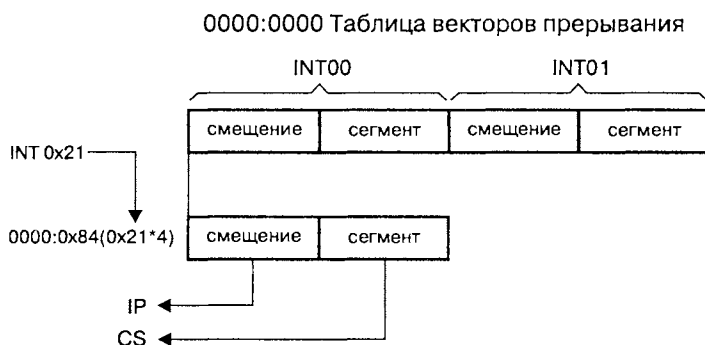 0000:0000 Таблица векторов прерывания
INT00 INT01
смещение сегмент смещение сегмент
INT 0x21
0000:0x84(0x21*4) смещение сегмент
IP
CS